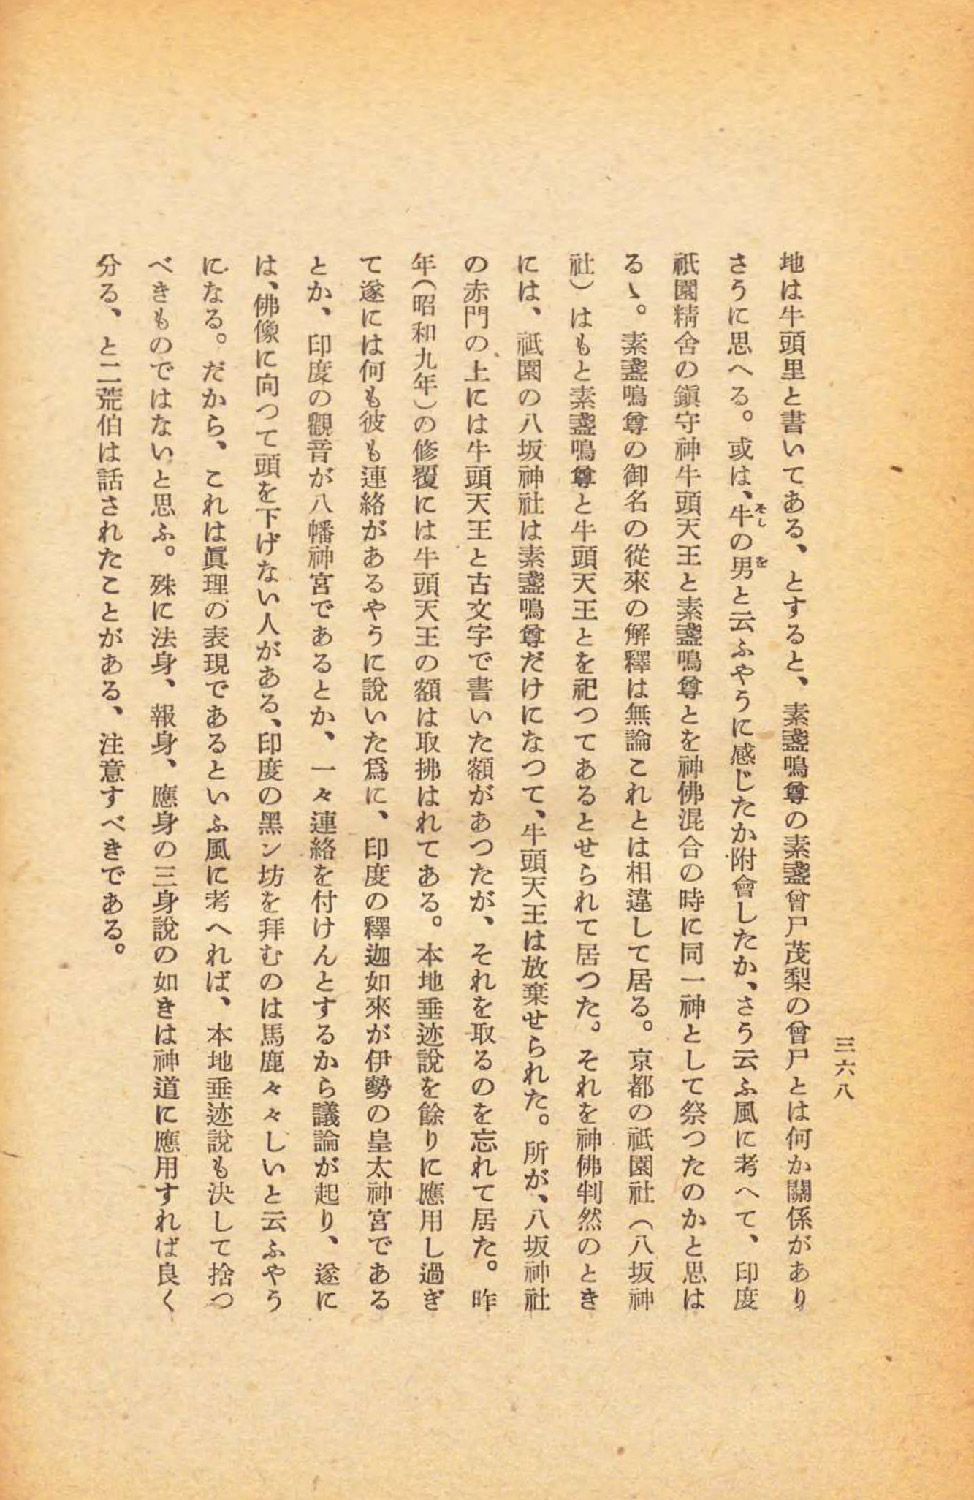 三六八
地は牛頭里と書いてある、とすると、素盞嗚尊の素盞曾尸茂梨の曾尸とは何か關係があり
さうに思へる。或は、牛の男と云ふやうに感じたか附會したか、さう云ふ風に考へて、印度
祇園精舍の鎭守神牛頭天王と素盞嗚尊とを神佛混合の時に同一神として祭つたのかと思は
るゝ。素盞嗚尊の御名の從來の解釋は無論これとは相違して居る。京都の祗園社（八坂神
社）はもと素盞嗚尊と牛頭天王とを祀つてあるとせられて居つた。それを神佛判然のとき
には、祗園の八坂神社は素盞嗚尊だけになつて、牛頭天王は放棄せられた。所が、八坂神社
の赤門の上には牛頭天王と古文字で書いた額があつたが、それを取るのを忘れて居た。昨
年（昭和九年）の修覆には牛頭天王の額は取拂はれてある。本地垂迹說を餘りに應用し過ぎ
て遂には何も彼も連絡があるやうに說いた爲に、印度の釋迦如來が伊勢の皇太神宮である
とか、印度の觀音が八幡神宮であるとか、一々連絡を付けんとするから議論が起り、遂に
は、佛像に向つて頭を下げない人がある、印度の黑ン坊を拜むのは馬鹿々々しいと云ふやう
になる。だから、これは眞理の表現であるといふ風に考へれば、本地垂迹說も決して捨つ
べきものではないと思ふ。殊に法身、報身、應身の三身說の如きは神道に應用すれば良く
分る、と二荒伯は話されたことがある、注意すべきである。